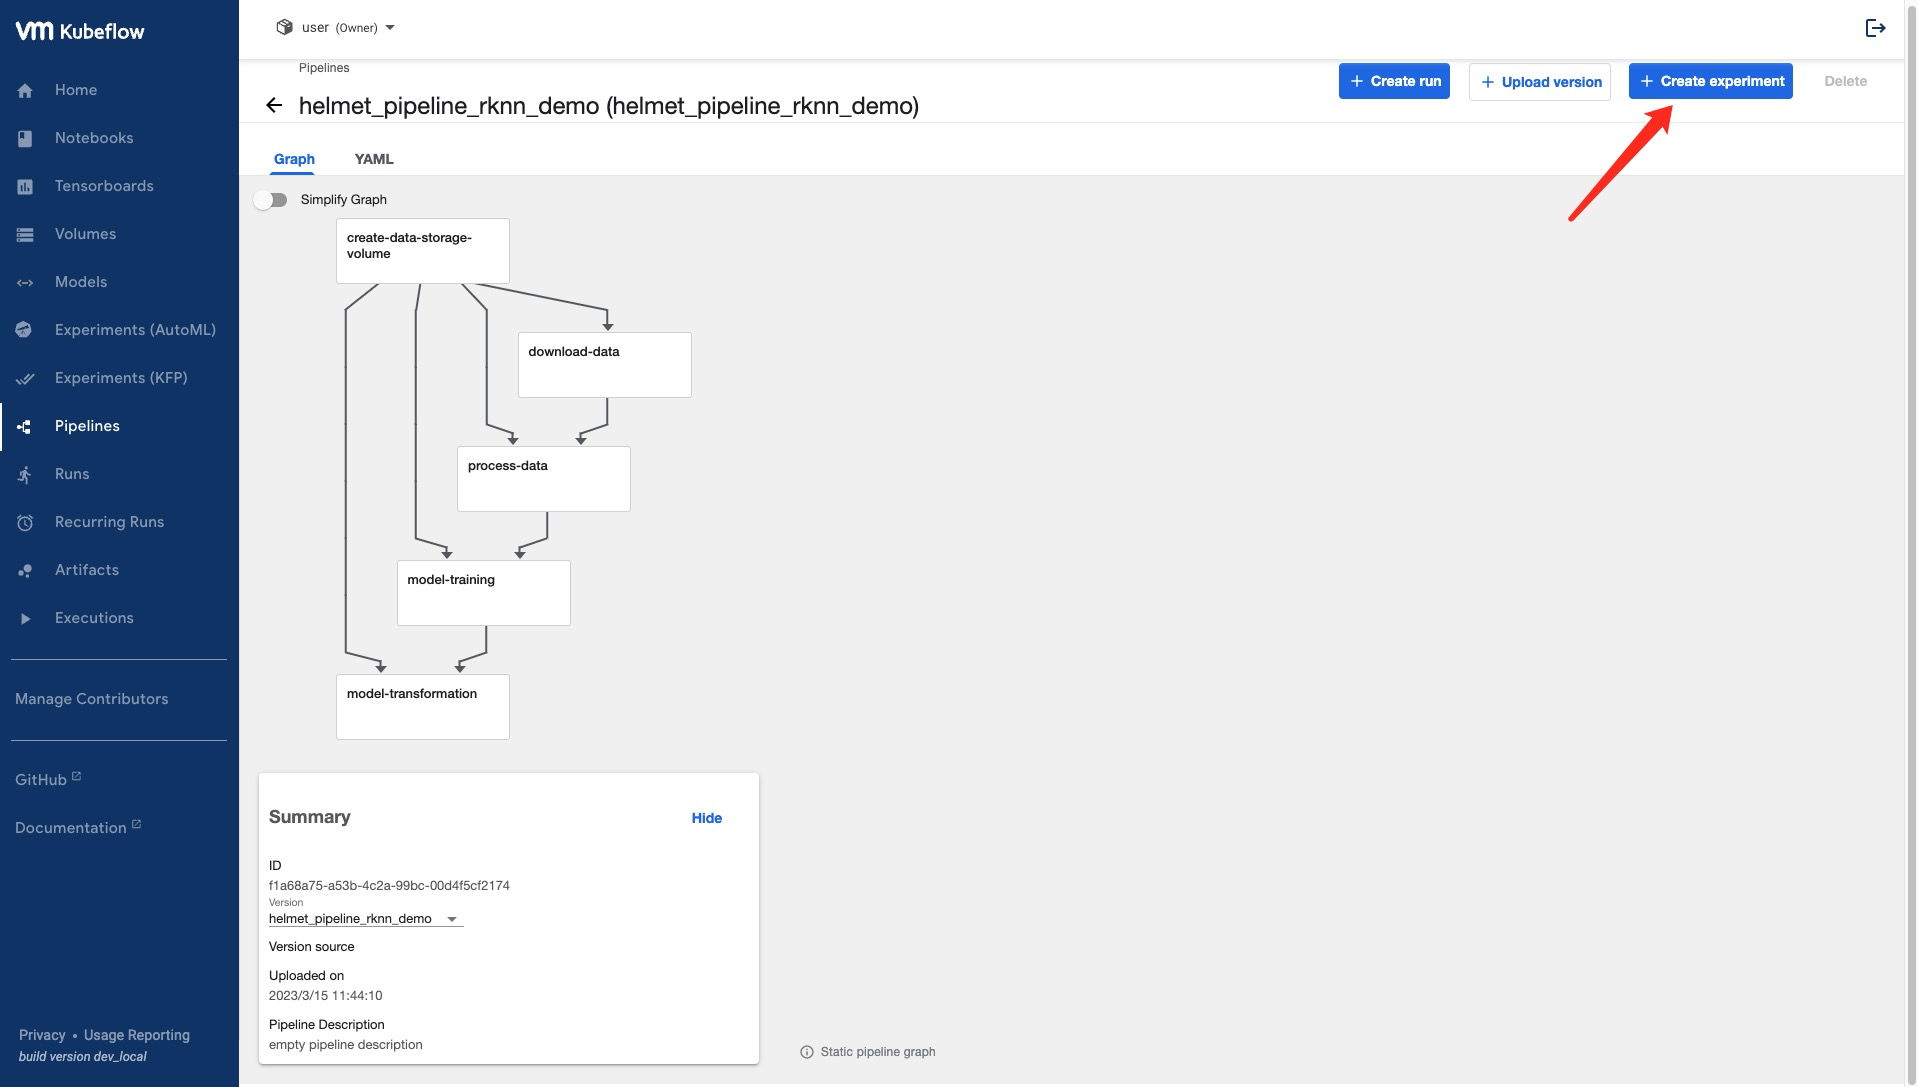 vm Kubeflow
Home
Notebooks
Tensorboards
Volumes
Models
Experiments (AutoML)
Experiments (KFP)
Pipelines
Runs
Recurring Runs
Artifacts
Executions
Manage Contributors
GitHub
Documentation
Privacy • Usage Reporting
build version dev_local
user (Owner)
Pipelines
helmet_pipeline_rknn_demo (helmet_pipeline_rknn_demo)
+ Create run
+ Upload version
+ Create experiment
Delete
Graph
YAML
Simplify Graph
create-data-storage-
volume
download-data
process-data
model-training
model-transformation
Summary
Hide
ID
f1a68a75-a53b-4c2a-99bc-00d4f5cf2174
Version
helmet_pipeline_rknn_demo
Version source
Uploaded on
2023/3/15 11:44:10
Pipeline Description
empty pipeline description
Static pipeline graph